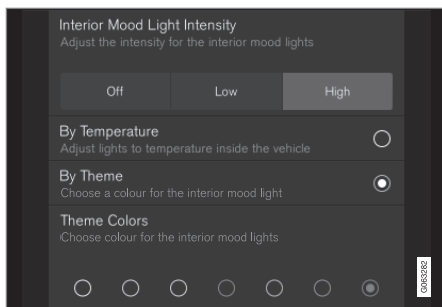 Interior Mood Light Intensity
Adjust the intensity for the interior mood lights
Off Low High
By Temperature
Adjust lights to temperature inside the vehicle
By Theme
Choose a colour for the interior mood light
Theme Colors
Choose colour for the interior mood lights
G063282